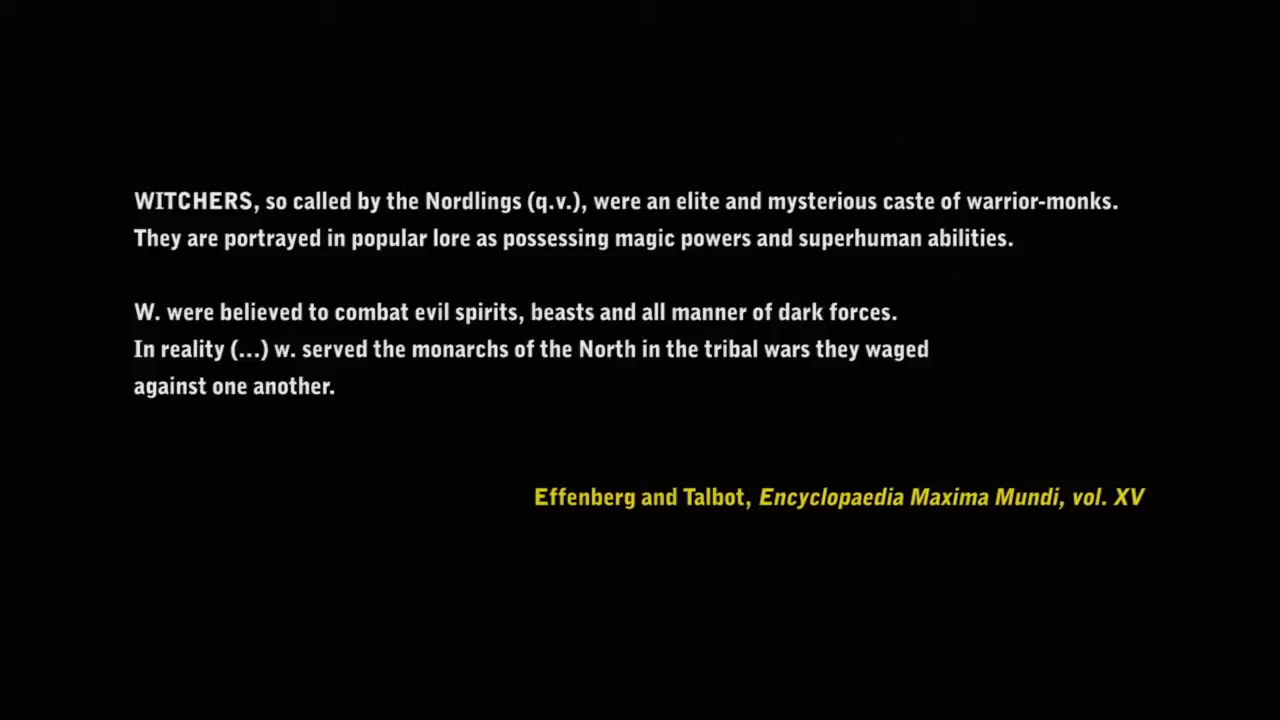 WITCHERS, so called by the Nordlings (q.v.), were an elite and mysterious caste of warrior-monks.
They are portrayed in popular lore as possessing magic powers and superhuman abilities.
W. were believed to combat evil spirits, beasts and all manner of dark forces.
In reality (...) w. served the monarchs of the North in the tribal wars they waged
against one another.
Effenberg and Talbot, Encyclopaedia Maxima Mundi, vol. XV